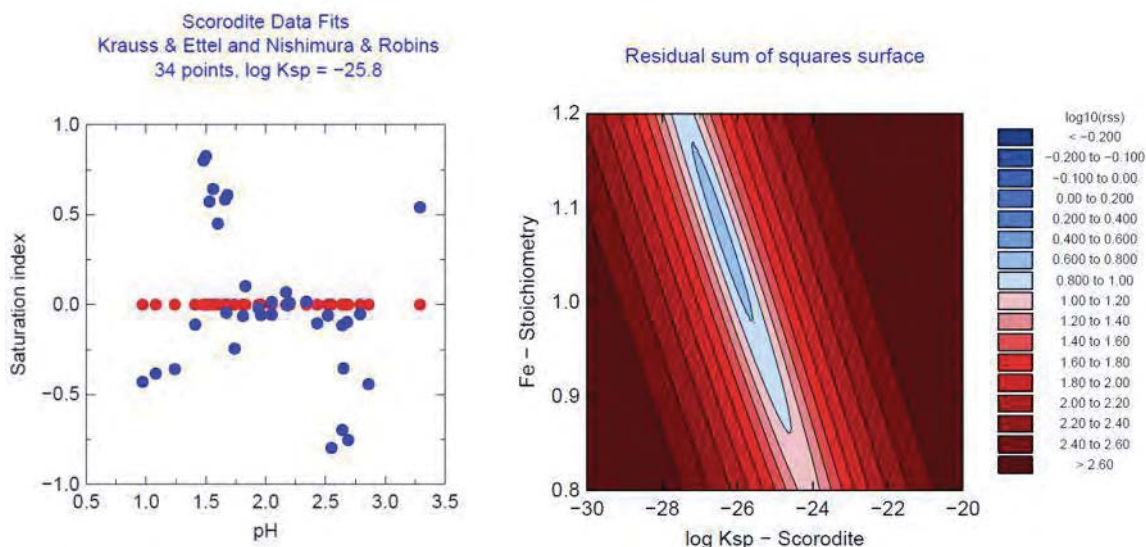 Scorodite Data Fits
Krauss & Ettel and Nishimura & Robins
34 points, log Ksp = −25.8
1.0
0.5
0.0
−0.5
−1.0
Saturation index
0.5 1.0 1.5 2.0 2.5 3.0 3.5
pH
Residual sum of squares surface
1.2
1.1
1.0
0.9
0.8
Fe − Stoichiometry
−30 −28 −26 −24 −22 −20
log Ksp − Scorodite
log10(rss)
< −0.200
−0.200 to −0.100
−0.100 to 0.00
0.00 to 0.200
0.200 to 0.400
0.400 to 0.600
0.600 to 0.800
0.800 to 1.00
1.00 to 1.20
1.20 to 1.40
1.40 to 1.60
1.60 to 1.80
1.80 to 2.00
2.00 to 2.20
2.20 to 2.40
2.40 to 2.60
> 2.60